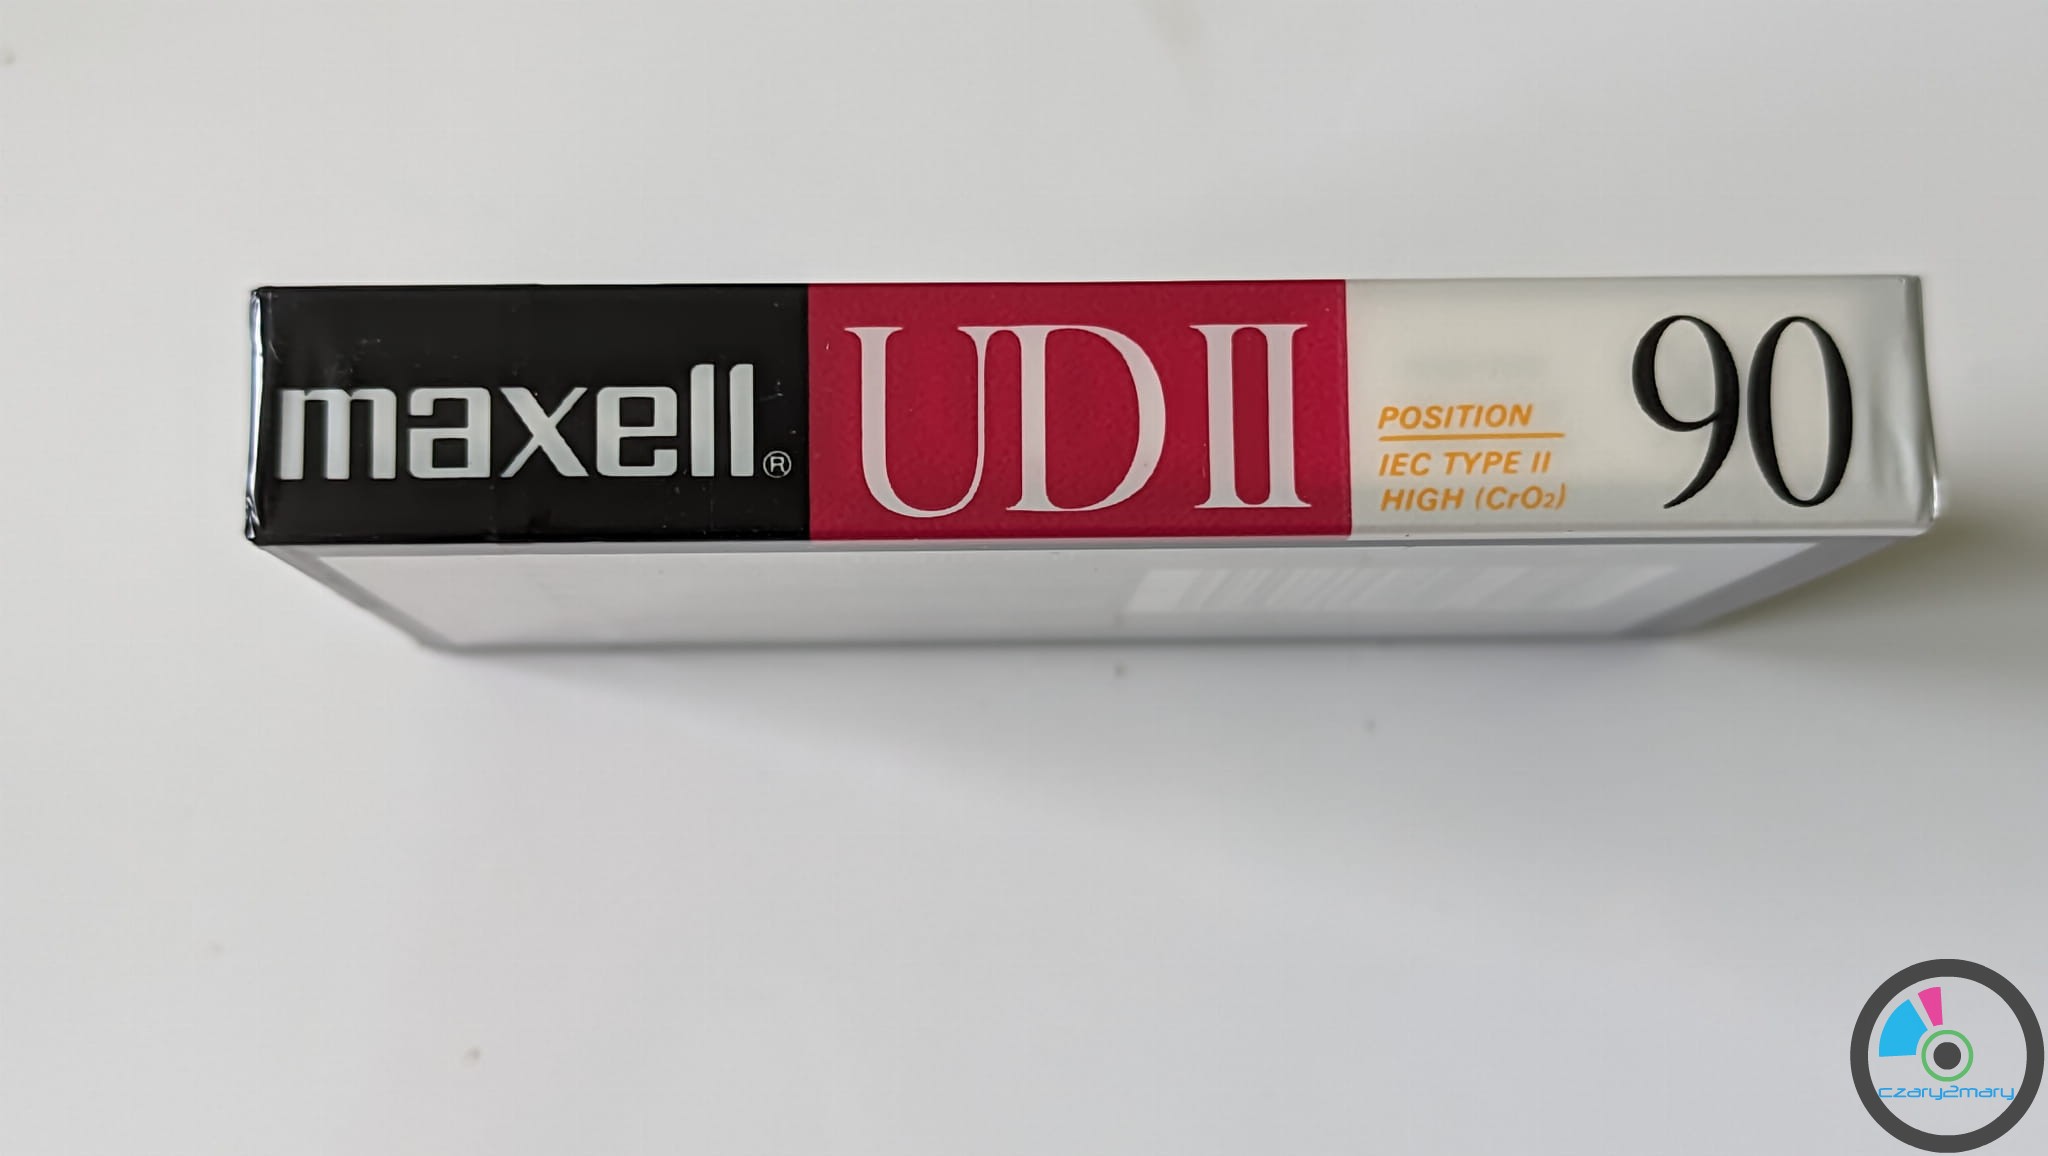 maxell®
UD II
POSITION
IEC TYPE II
HIGH (CrO₂)
90
czary2mary